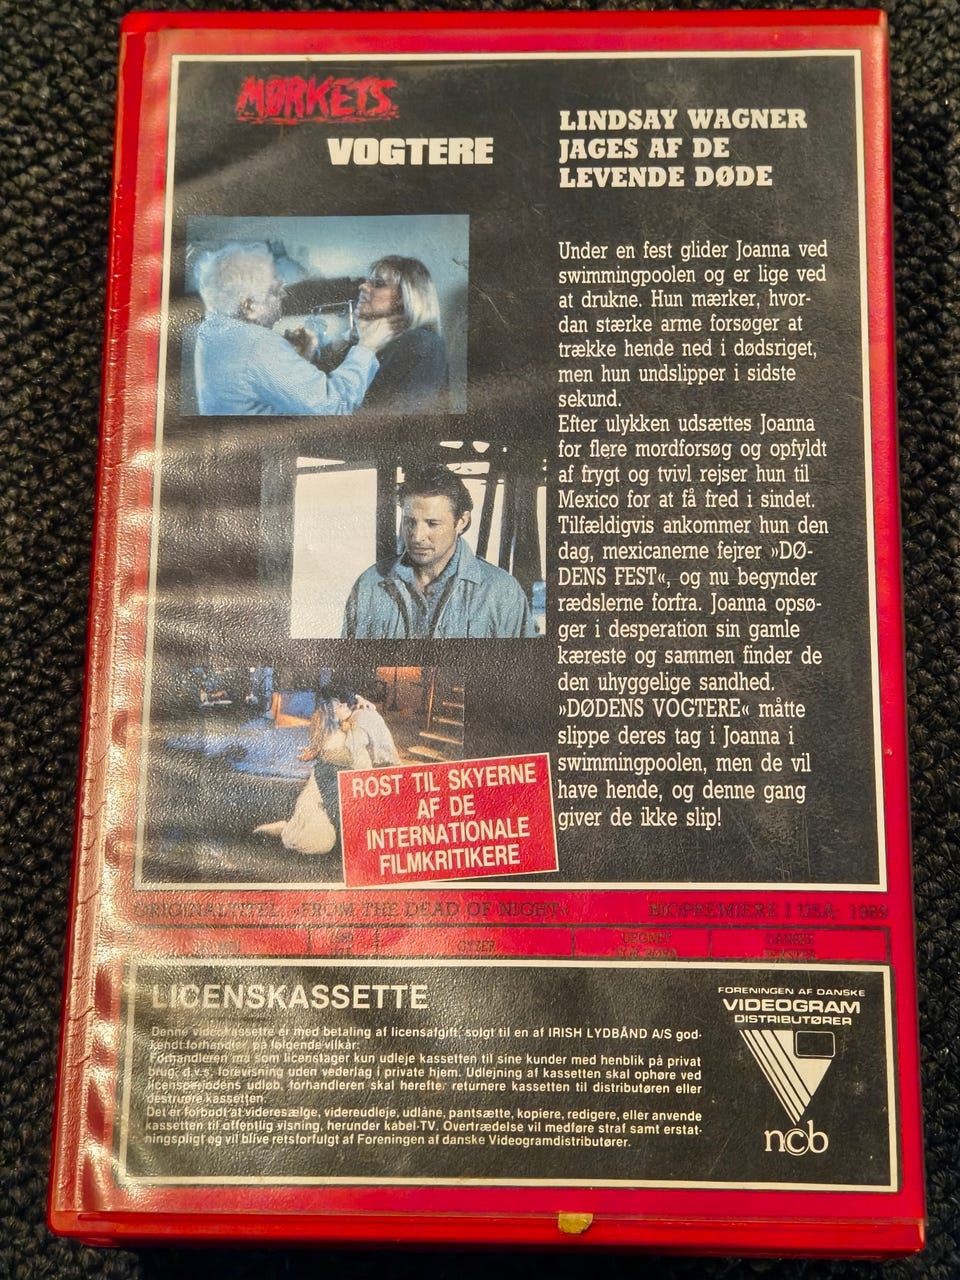 MØRKETS
VOGTERE
LINDSAY WAGNER
JAGES AF DE
LEVENDE DØDE
Under en fest glider Joanna ved
swimmingpoolen og er lige ved
at drukne. Hun mærker, hvor-
dan stærke arme forsøger at
trække hende ned i dødsriget,
men hun undslipper i sidste
sekund.
Efter ulykken udsættes Joanna
for flere mordforsøg og opfyldt
af frygt og tvivl rejser hun til
Mexico for at få fred i sindet.
Tilfældigvis ankommer hun den
dag, mexicanerne fejrer »DØ-
DENS FEST«, og nu begynder
rædslerne forfra. Joanna opsø-
ger i desperation sin gamle
kæreste og sammen finder de
den uhyggelige sandhed.
»DØDENS VOGTERE« måtte
slippe deres tag i Joanna i
swimmingpoolen, men de vil
have hende, og denne gang
giver de ikke slip!
ROST TIL SKYERNE
AF DE
INTERNATIONALE
FILMKRITIKERE
ORIGINALTITEL: »FROM THE DEAD OF NIGHT« BIOPREMIERE I USA: 1989
GYZER EGNET DANSKE
LICENSKASSETTE
Denne videokassette er med betaling af licensafgift, solgt til en af IRISH LYDBÅND A/S god-
kendt forhandler, på følgende vilkår:
Forhandleren må som licenstager kun udleje kassetten til sine kunder med henblik på privat
brug, d.v.s. forevisning uden vederlag i private hjem. Udlejning af kassetten skal ophøre ved
licensperiodens udløb, forhandleren skal herefter returnere kassetten til distributøren eller
destruere kassetten.
Det er forbudt at videresælge, videreudleje, udlåne, pantsætte, kopiere, redigere, eller anvende
kassetten til offentlig visning, herunder kabel-TV. Overtrædelse vil medføre straf samt erstat-
ningspligt og vil blive retsforfulgt af Foreningen af danske Videogramdistributører.
FORENINGEN AF DANSKE
VIDEOGRAM
DISTRIBUTØRER
ncb